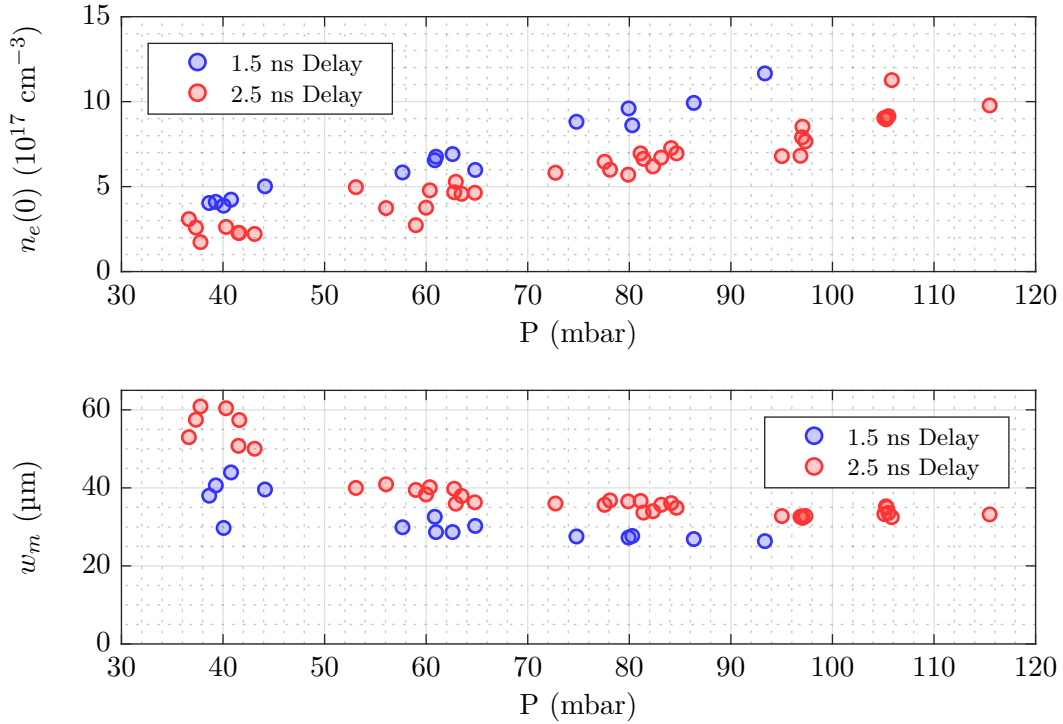 15
10
5
0
n_e(0) (10^17 cm^−3)
1.5 ns Delay
2.5 ns Delay
30 40 50 60 70 80 90 100 110 120
P (mbar)
60
40
20
0
w_m (µm)
1.5 ns Delay
2.5 ns Delay
30 40 50 60 70 80 90 100 110 120
P (mbar)